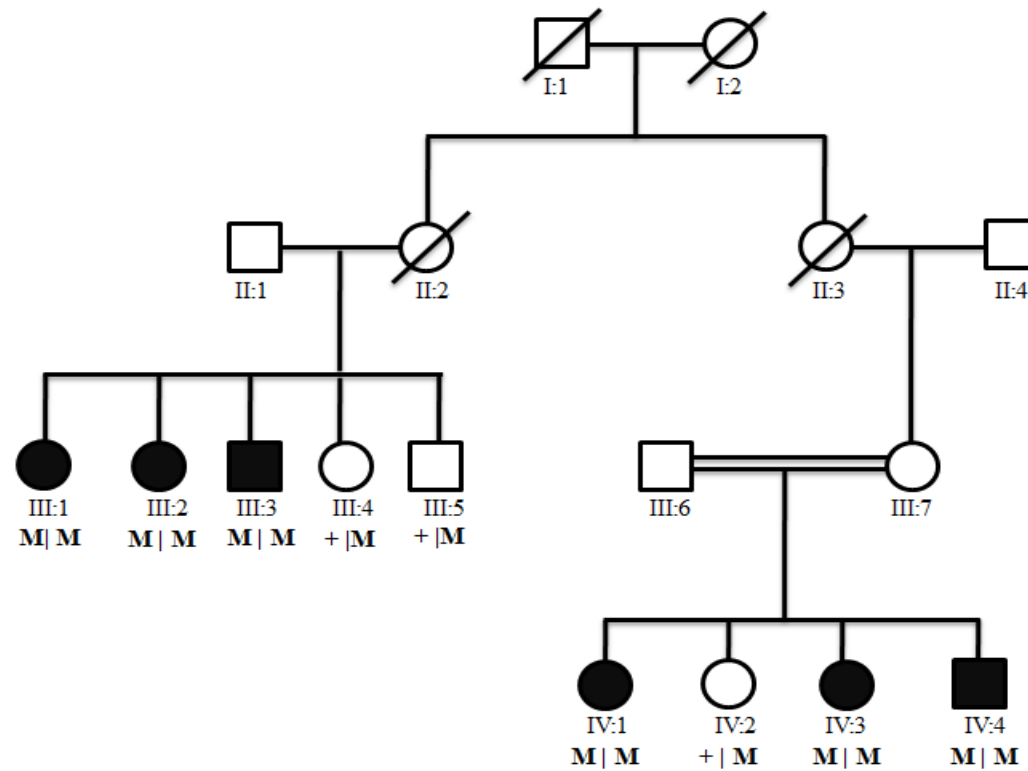 I:1 I:2
II:1 II:2 II:3 II:4
III:1 III:2 III:3 III:4 III:5 III:6 III:7
M| M M | M M | M + |M + |M
IV:1 IV:2 IV:3 IV:4
M | M + | M M | M M | M